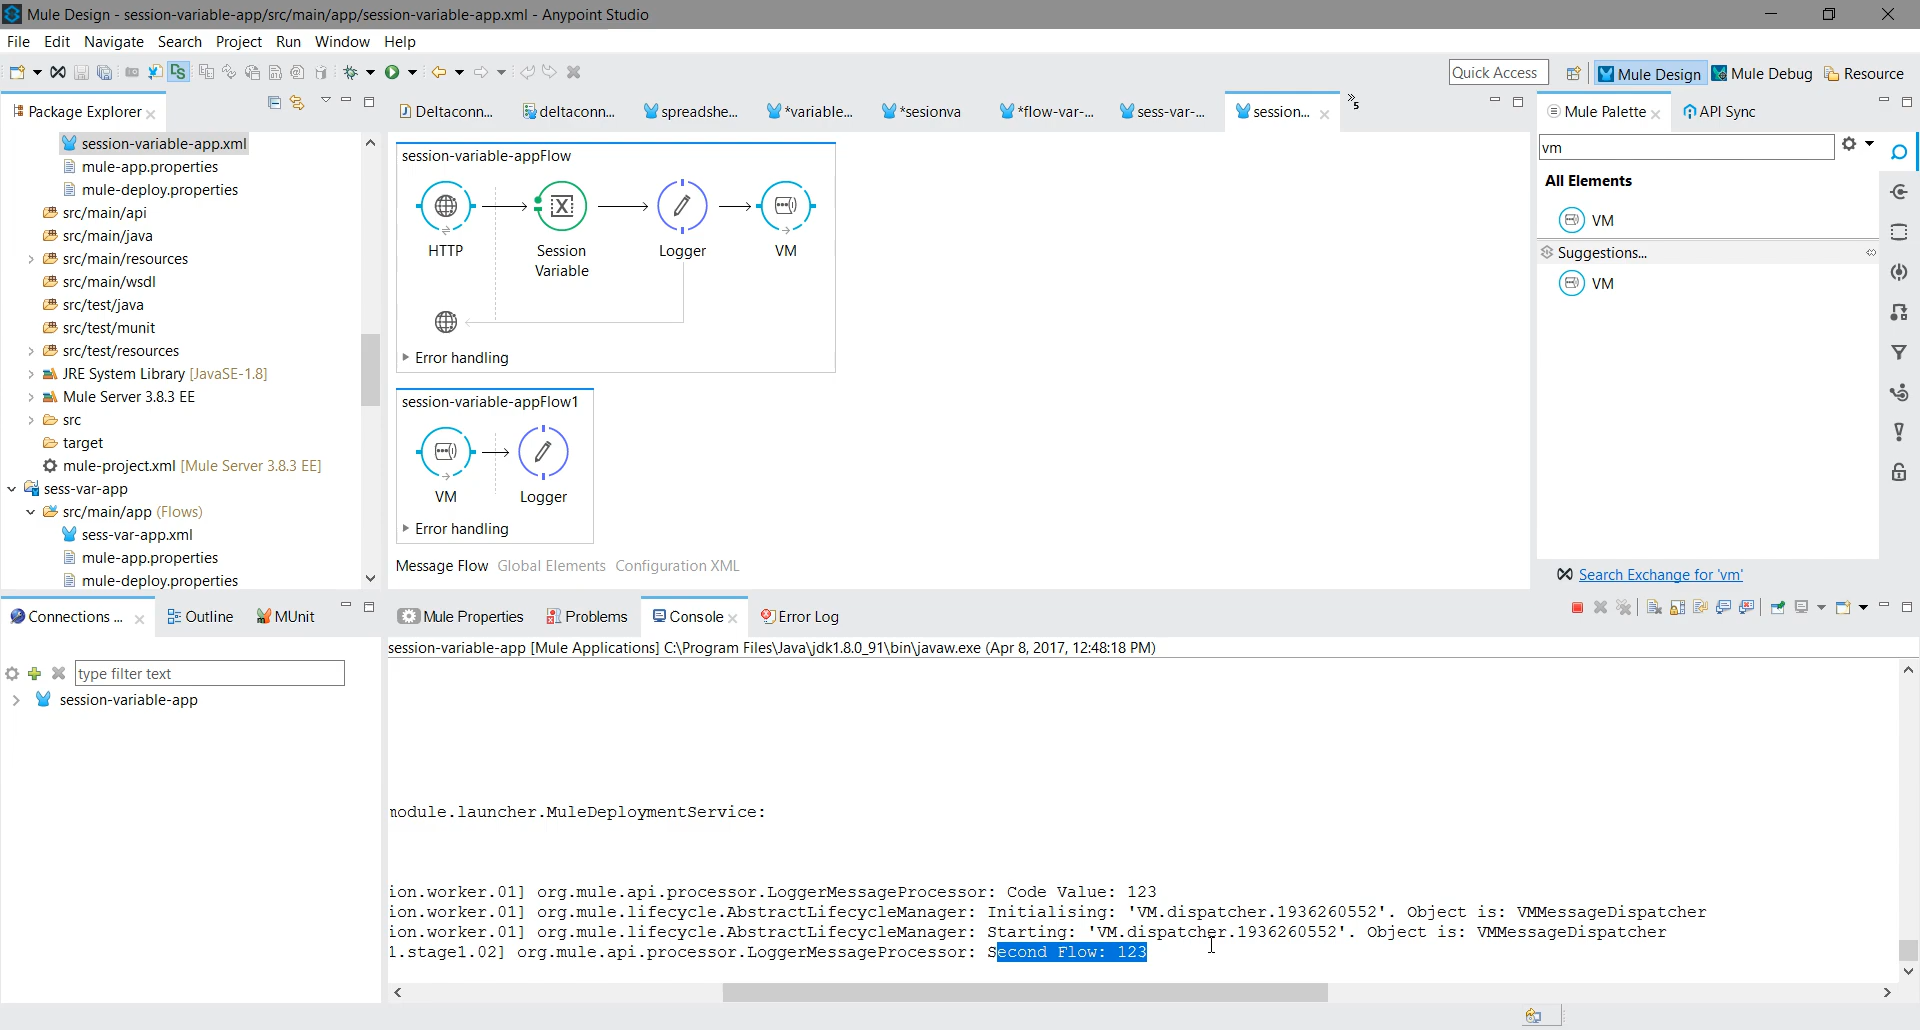 Mule Design - session-variable-app/src/main/app/session-variable-app.xml - Anypoint Studio
File Edit Navigate Search Project Run Window Help
Quick Access Mule Design Mule Debug Resource
Package Explorer
session-variable-app.xml
mule-app.properties
mule-deploy.properties
src/main/api
src/main/java
src/main/resources
src/main/wsdl
src/test/java
src/test/munit
src/test/resources
JRE System Library [JavaSE-1.8]
Mule Server 3.8.3 EE
src
target
mule-project.xml [Mule Server 3.8.3 EE]
sess-var-app
src/main/app (Flows)
sess-var-app.xml
mule-app.properties
mule-deploy.properties
Deltaconn... deltaconn... spreadshe... *variable... *sesionva *flow-var-... sess-var-... session... 5
session-variable-appFlow
HTTP
Session Variable
Logger
VM
Error handling
session-variable-appFlow1
VM
Logger
Error handling
Message Flow Global Elements Configuration XML
Mule Palette API Sync
vm
All Elements
VM
Suggestions...
VM
Search Exchange for 'vm'
Connections ... Outline MUnit
type filter text
session-variable-app
Mule Properties Problems Console Error Log
session-variable-app [Mule Applications] C:\Program Files\Java\jdk1.8.0_91\bin\javaw.exe (Apr 8, 2017, 12:48:18 PM)
module.launcher.MuleDeploymentService:
ion.worker.01] org.mule.api.processor.LoggerMessageProcessor: Code Value: 123
ion.worker.01] org.mule.lifecycle.AbstractLifecycleManager: Initialising: 'VM.dispatcher.1936260552'. Object is: VMMessageDispatcher
ion.worker.01] org.mule.lifecycle.AbstractLifecycleManager: Starting: 'VM.dispatcher.1936260552'. Object is: VMMessageDispatcher
1.stage1.02] org.mule.api.processor.LoggerMessageProcessor: Second Flow: 123